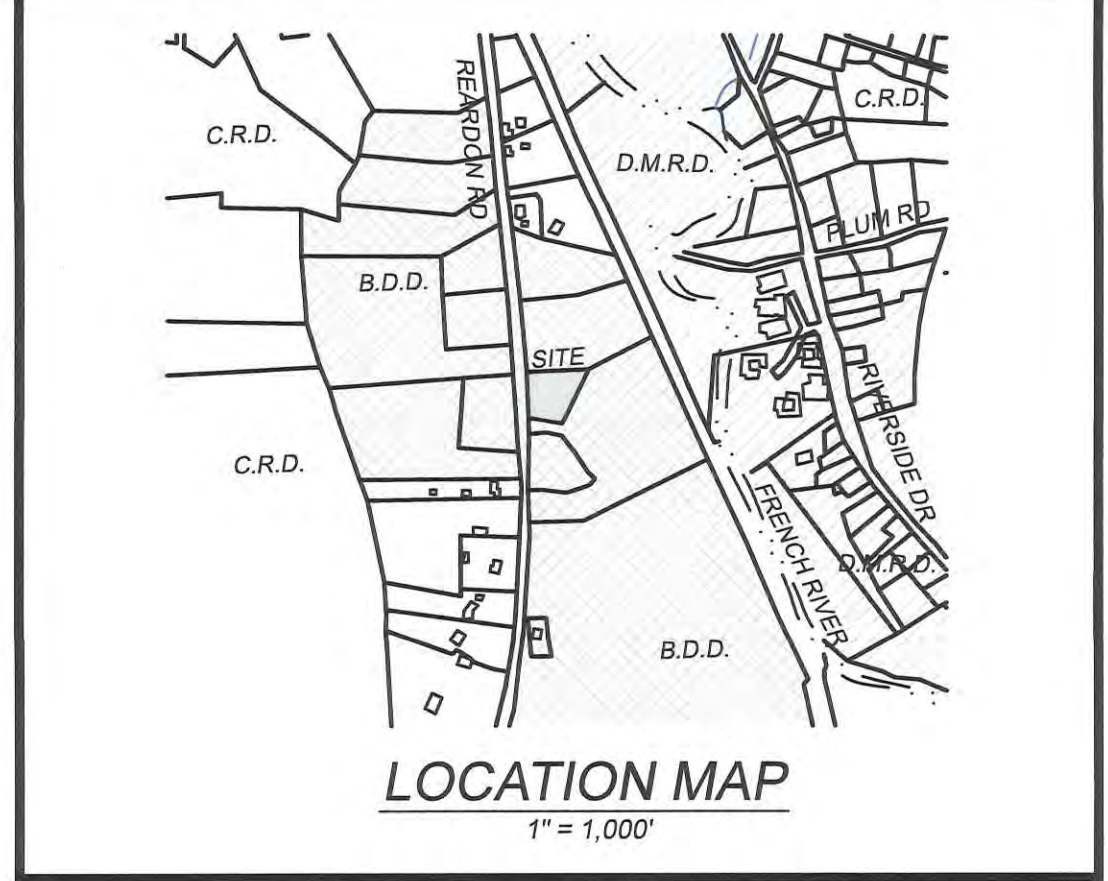 REARDON RD
C.R.D.
C.R.D.
D.M.R.D.
PLUM RD
B.D.D.
SITE
RIVERSIDE DR
C.R.D.
FRENCH RIVER
D.M.R.D.
B.D.D.
LOCATION MAP
1" = 1,000'